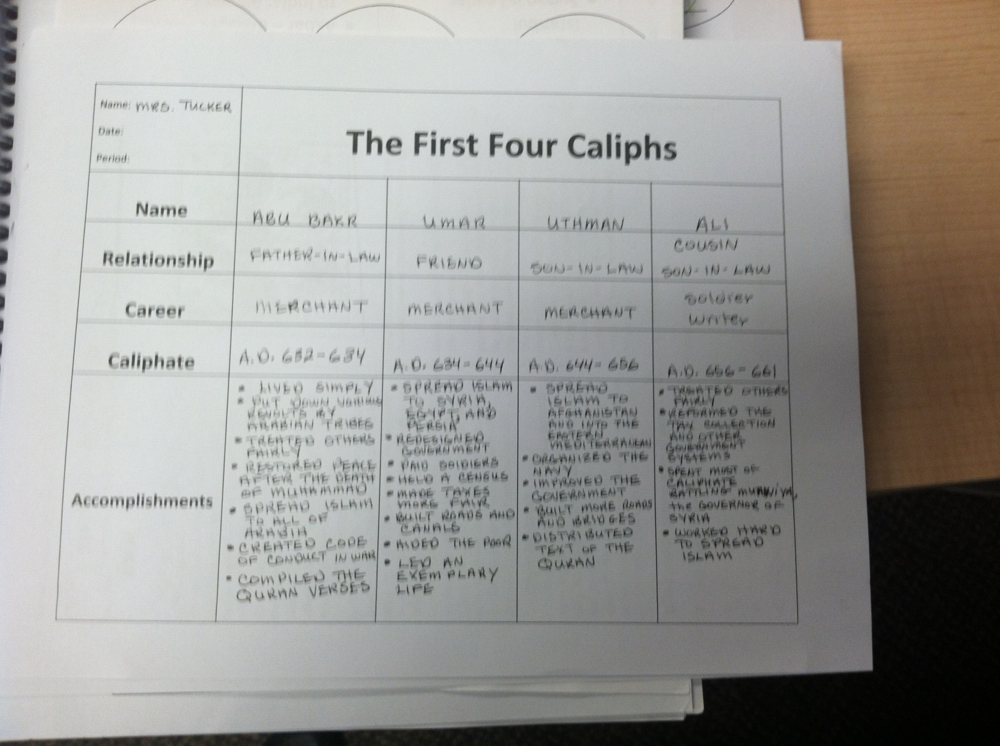 Name: MRS. TUCKER
Date:
Period:
The First Four Caliphs
Name
ABU BAKR
UMAR
UTHMAN
ALI
Relationship
FATHER-IN-LAW
FRIEND
SON-IN-LAW
COUSIN
SON-IN-LAW
Career
MERCHANT
MERCHANT
MERCHANT
Soldier
Writer
Caliphate
A.D. 632-634
A.D. 634-644
A.D. 644-656
A.D. 656-661
Accomplishments
• LIVED SIMPLY
• PUT DOWN VARIOUS
REVOLTS BY
ARABIAN TRIBES
• TREATED OTHERS
FAIRLY
• RESTORED PEACE
AFTER THE DEATH
OF MUHAMMAD
• SPREAD ISLAM
TO ALL OF
ARABIA
• CREATED CODE
OF CONDUCT IN WAR
• COMPILED THE
QURAN VERSES
• SPREAD ISLAM
TO SYRIA,
EGYPT, AND
PERSIA
• REDESIGNED
GOVERNMENT
• PAID SOLDIERS
• HELD A CENSUS
• MADE TAXES
MORE FAIR
• BUILT ROADS AND
CANALS
• AIDED THE POOR
• LED AN
EXEMPLARY
LIFE
• SPREAD
ISLAM TO
AFGHANISTAN
AND INTO THE
EASTERN
MEDITERRANEAN
• ORGANIZED THE
NAVY
• IMPROVED THE
GOVERNMENT
• BUILT MORE ROADS
AND BRIDGES
• DISTRIBUTED
TEXT OF THE
QURAN
• TREATED OTHERS
FAIRLY
• REFORMED THE
TAX COLLECTION
AND OTHER
GOVERNMENT
SYSTEMS
• SPENT MOST OF
CALIPHATE
BATTLING MUAWIYA,
the GOVERNOR OF
SYRIA
• WORKED HARD
TO SPREAD
ISLAM